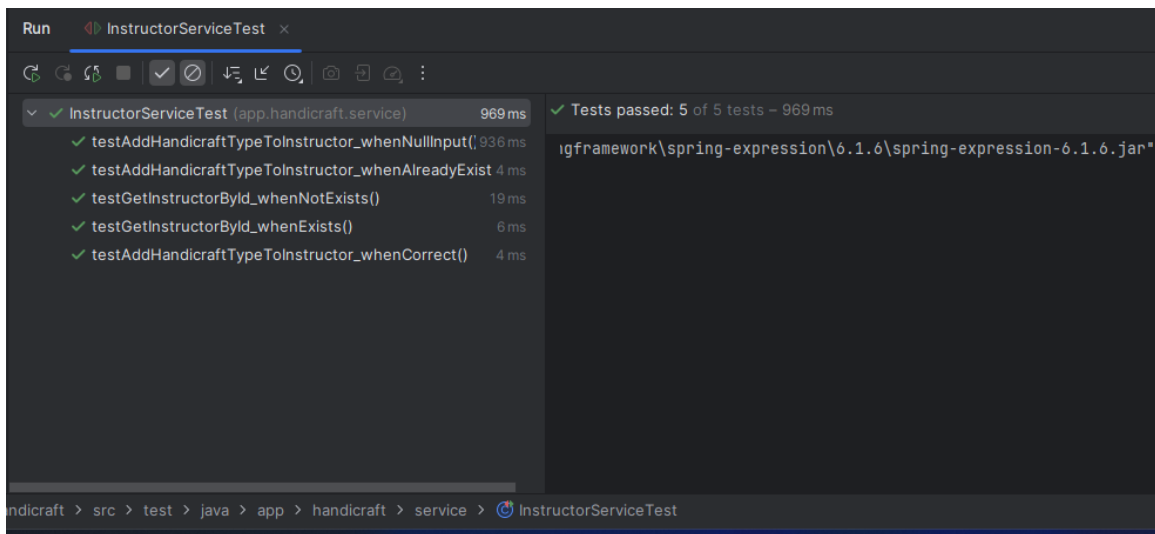 Run InstructorServiceTest
InstructorServiceTest (app.handicraft.service) 969 ms
testAddHandicraftTypeToInstructor_whenNullInput( 936 ms
testAddHandicraftTypeToInstructor_whenAlreadyExist 4 ms
testGetInstructorById_whenNotExists() 19 ms
testGetInstructorById_whenExists() 6 ms
testAddHandicraftTypeToInstructor_whenCorrect() 4 ms
Tests passed: 5 of 5 tests – 969 ms
gframework\spring-expression\6.1.6\spring-expression-6.1.6.jar"
ndicraft > src > test > java > app > handicraft > service > InstructorServiceTest